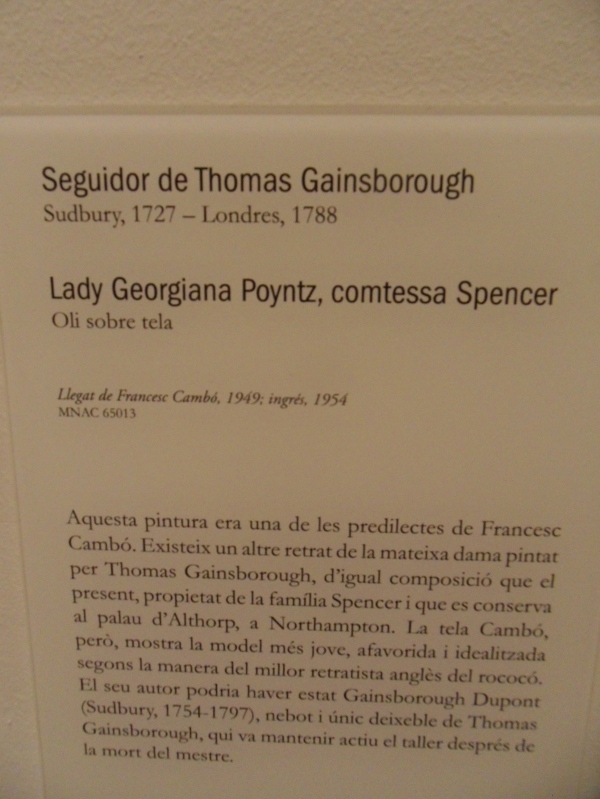 Seguidor de Thomas Gainsborough
Sudbury, 1727 – Londres, 1788
Lady Georgiana Poyntz, comtessa Spencer
Oli sobre tela
Llegat de Francesc Cambó, 1949; ingrés, 1954
MNAC 65013
Aquesta pintura era una de les predilectes de Francesc
Cambó. Existeix un altre retrat de la mateixa dama pintat
per Thomas Gainsborough, d'igual composició que el
present, propietat de la família Spencer i que es conserva
al palau d'Althorp, a Northampton. La tela Cambó,
però, mostra la model més jove, afavorida i idealitzada
segons la manera del millor retratista anglès del rococó.
El seu autor podria haver estat Gainsborough Dupont
(Sudbury, 1754-1797), nebot i únic deixeble de Thomas
Gainsborough, qui va mantenir actiu el taller després de
la mort del mestre.